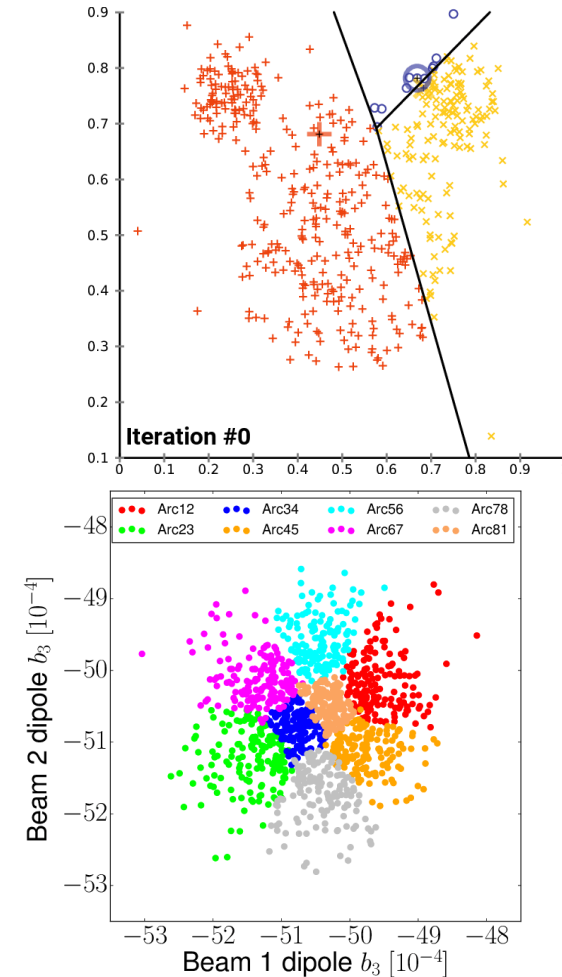 0.9
0.8
0.7
0.6
0.5
0.4
0.3
0.2
Iteration #0
0.1
0 0.1 0.2 0.3 0.4 0.5 0.6 0.7 0.8 0.9
Arc12 Arc34 Arc56 Arc78
Arc23 Arc45 Arc67 Arc81
−48
−49
−50
−51
−52
−53
Beam 2 dipole b₃ [10⁻⁴]
−53 −52 −51 −50 −49 −48
Beam 1 dipole b₃ [10⁻⁴]